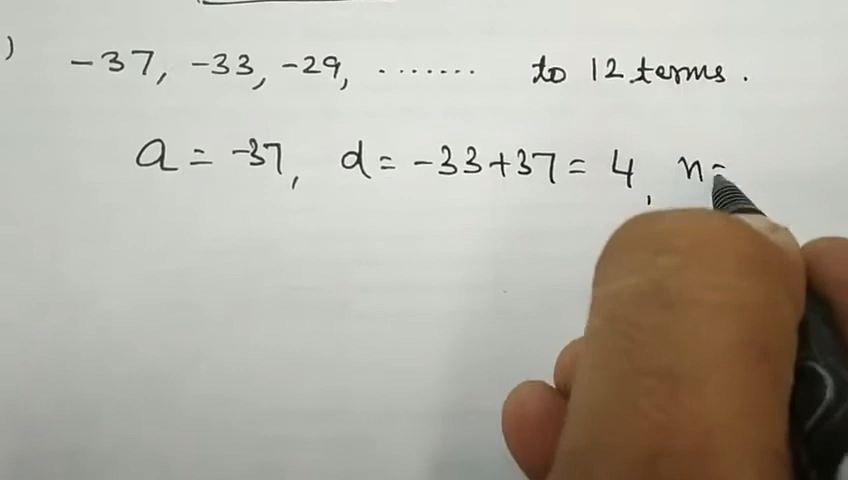 ) -37, -33, -29, ....... to 12 terms.
a = -37, d = -33+37 = 4, n=